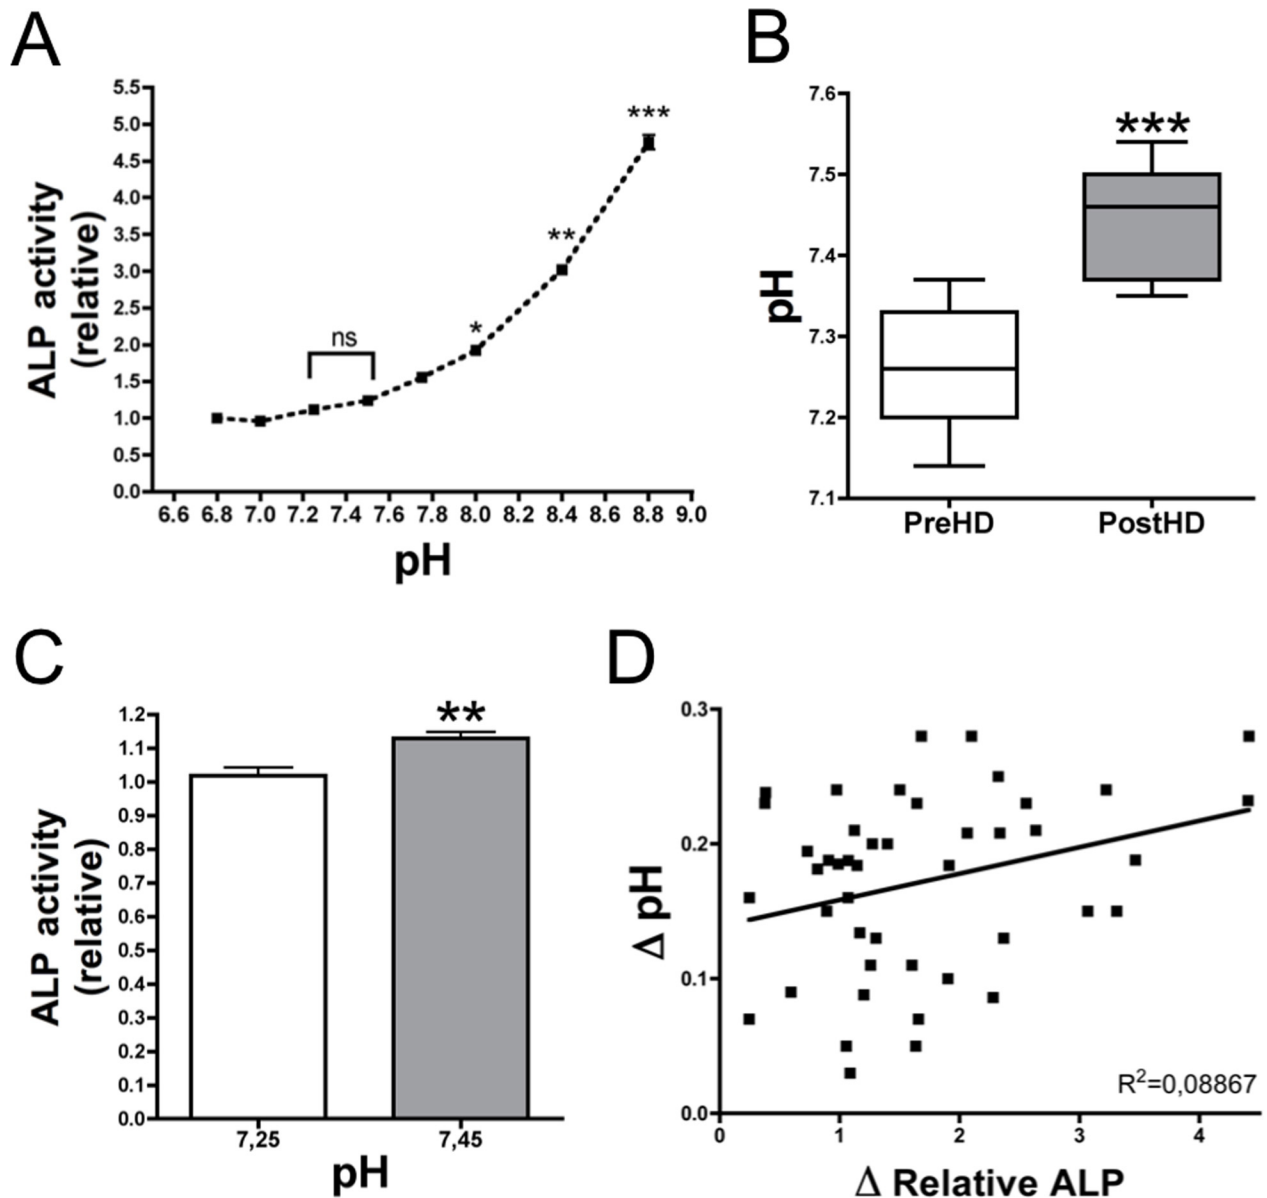 A
5.5
5.0
4.5
4.0
3.5
3.0
2.5
2.0
1.5
1.0
0.5
0.0
ALP activity
(relative)
ns
*
**
***
6.6 6.8 7.0 7.2 7.4 7.6 7.8 8.0 8.2 8.4 8.6 8.8 9.0
pH
B
7.6
7.5
7.4
7.3
7.2
7.1
pH
***
PreHD PostHD
C
1.2
1.1
1.0
0.9
0.8
0.7
0.6
0.5
0.4
0.3
0.2
0.1
0.0
ALP activity
(relative)
**
7,25 7,45
pH
D
0.3
0.2
0.1
0.0
Δ pH
R²=0,08867
0 1 2 3 4
Δ Relative ALP